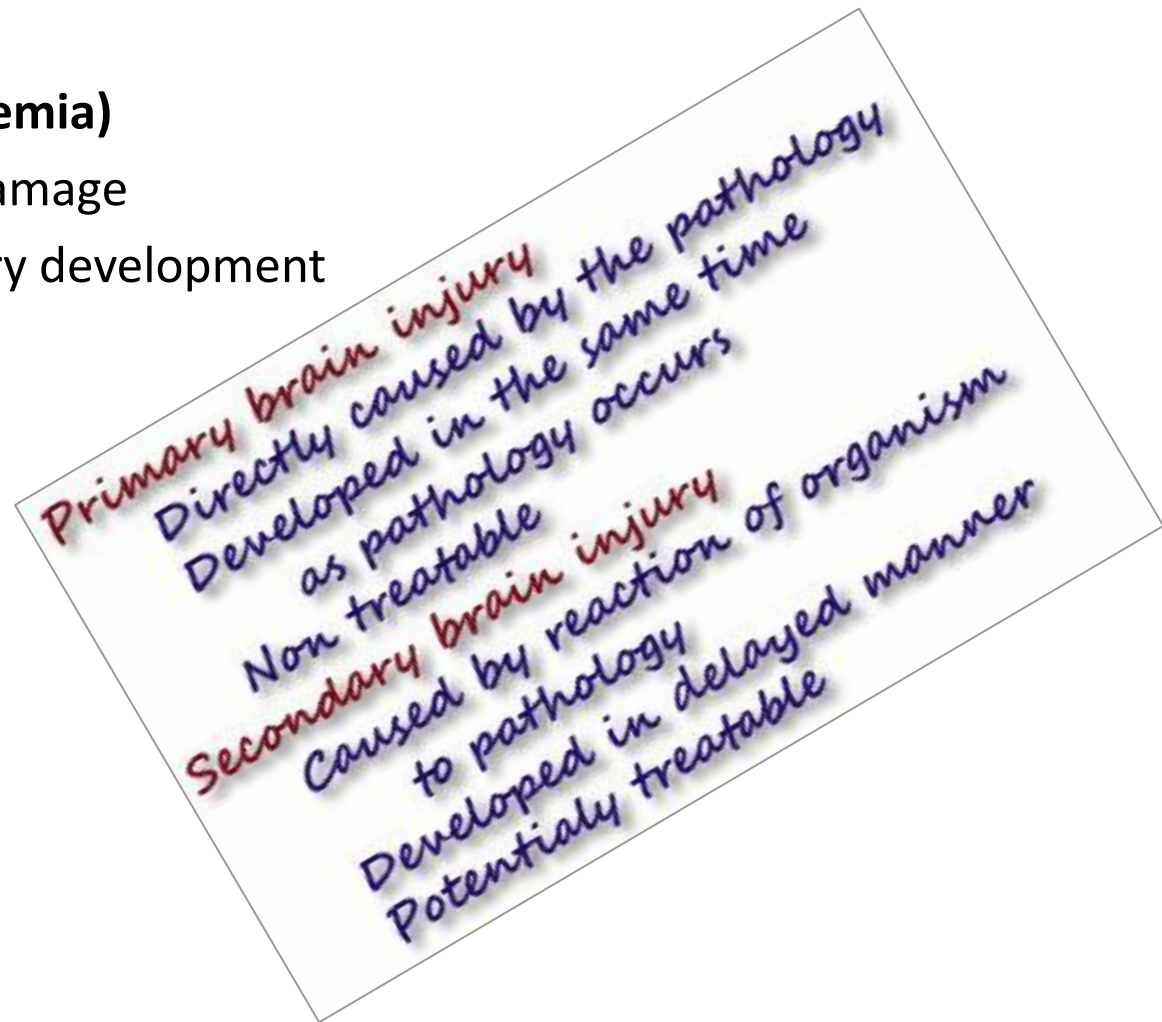 emia)
amage
ry development
Primary brain injury
Directly caused by the pathology
Developed in the same time
as pathology occurs
Non treatable
Secondary brain injury
Caused by reaction of organism
to pathology
Developed in delayed manner
Potentialy treatable